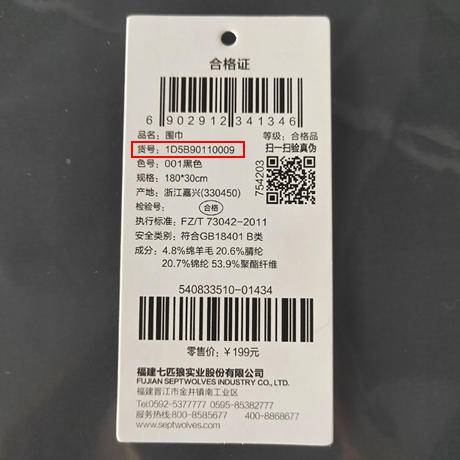 合格证
6 902912 341346
品名：围巾
等级：合格品
货号：1D5B90110009
扫一扫验真伪
色号：001黑色
规格：180*30cm
产地：浙江嘉兴(330450)
754203
检验号：合格
执行标准：FZ/T 73042-2011
安全类别：符合GB18401 B类
成分：4.8%绵羊毛 20.6%腈纶
20.7%锦纶 53.9%聚酯纤维
540833510-01434
零售价：￥199元
福建七匹狼实业股份有限公司
FUJIAN SEPTWOLVES INDUSTRY CO., LTD.
福建晋江市金井镇南工业区
Tel:0592-5377777 0595-85382777
服务热线:800-8585677 400-8868677
www.septwolves.com